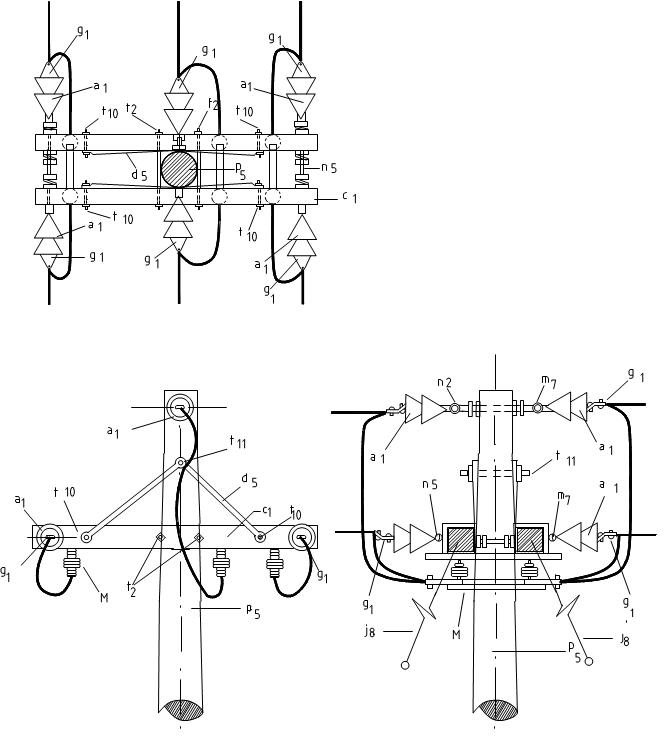 g1 g1 g1
a1 a1
t10 t2 t2 t10
d5 p5 n5
c1
a1 t10 t10
g1 g1 a1
g1
n2 m7 g1
a1 t11 a1 a1
t11
d5
a1 t10 c1 t10 n5 m7 a1
g1 g1
M t2 g1 g1
p5 j8 M j8
p5